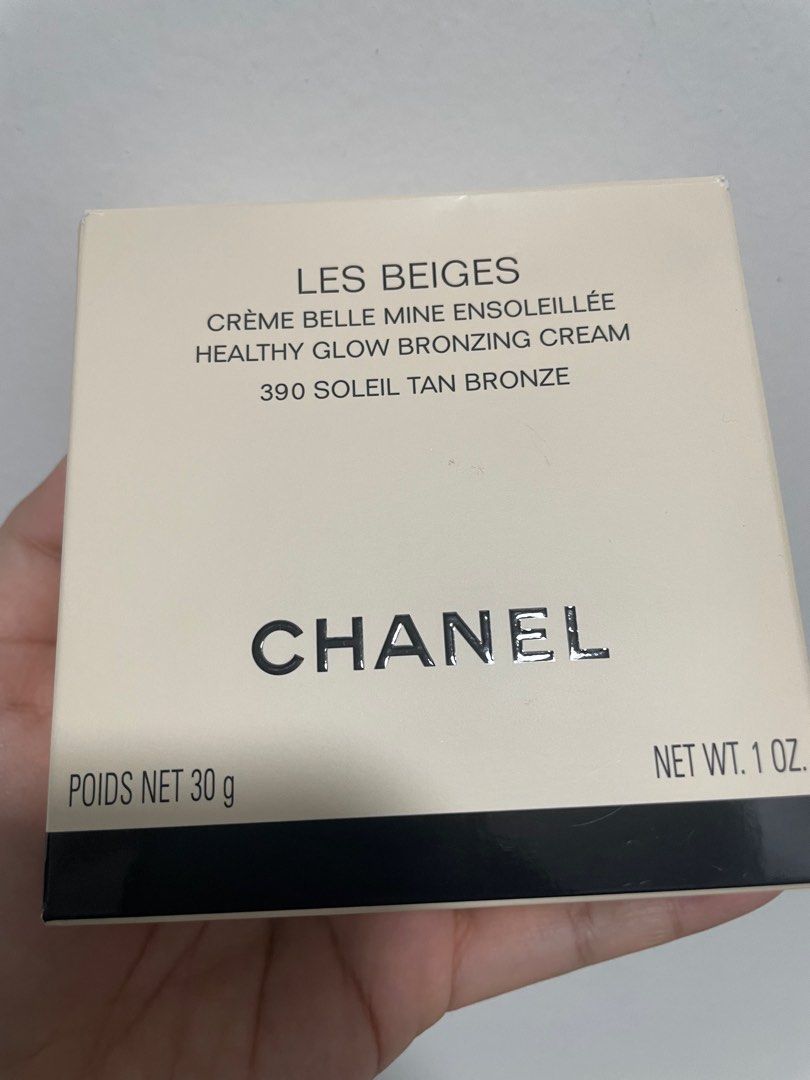 LES BEIGES
CRÈME BELLE MINE ENSOLEILLÉE
HEALTHY GLOW BRONZING CREAM
390 SOLEIL TAN BRONZE
CHANEL
POIDS NET 30 g
NET WT. 1 OZ.